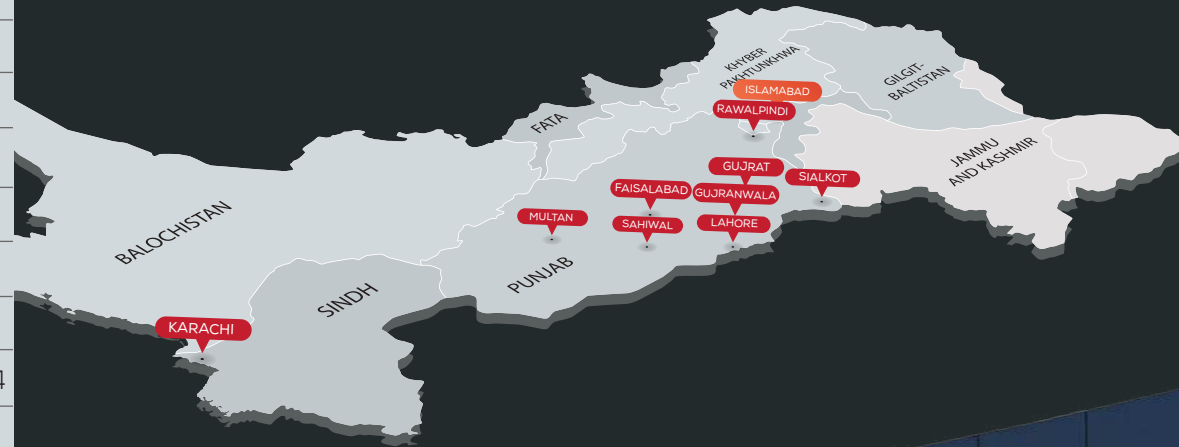 KHYBER
PAKHTUNKHWA
GILGIT-
BALTISTAN
ISLAMABAD
RAWALPINDI
FATA
JAMMU
AND KASHMIR
GUJRAT
SIALKOT
FAISALABAD
GUJRANWALA
MULTAN
SAHIWAL
LAHORE
BALOCHISTAN
PUNJAB
SINDH
KARACHI
4